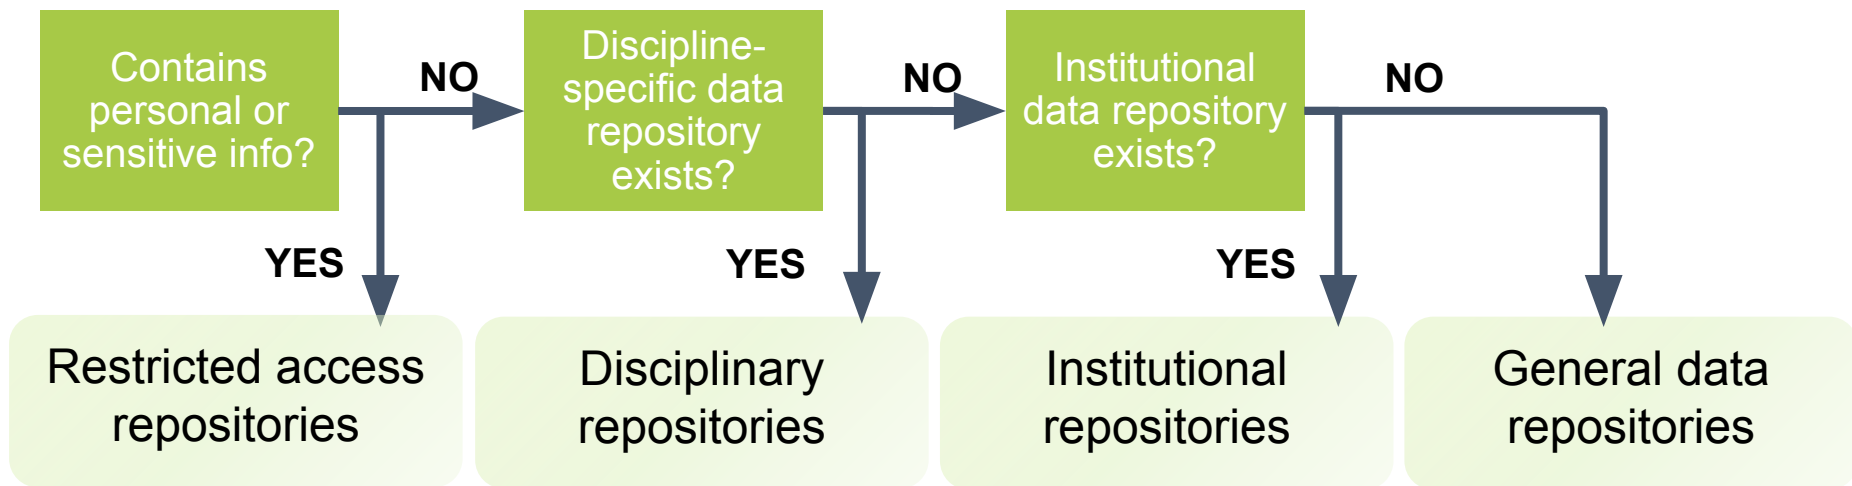 Contains
personal or
sensitive info?
NO
Discipline-
specific data
repository
exists?
NO
Institutional
data repository
exists?
NO
YES
YES
YES
Restricted access
repositories
Disciplinary
repositories
Institutional
repositories
General data
repositories